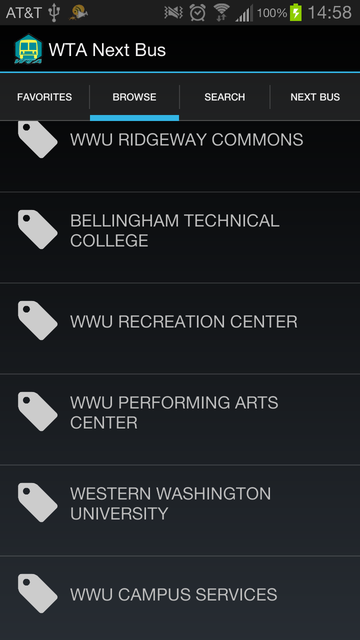 AT&T 100% 14:58
WTA Next Bus
FAVORITES BROWSE SEARCH NEXT BUS
WWU RIDGEWAY COMMONS
BELLINGHAM TECHNICAL
COLLEGE
WWU RECREATION CENTER
WWU PERFORMING ARTS
CENTER
WESTERN WASHINGTON
UNIVERSITY
WWU CAMPUS SERVICES